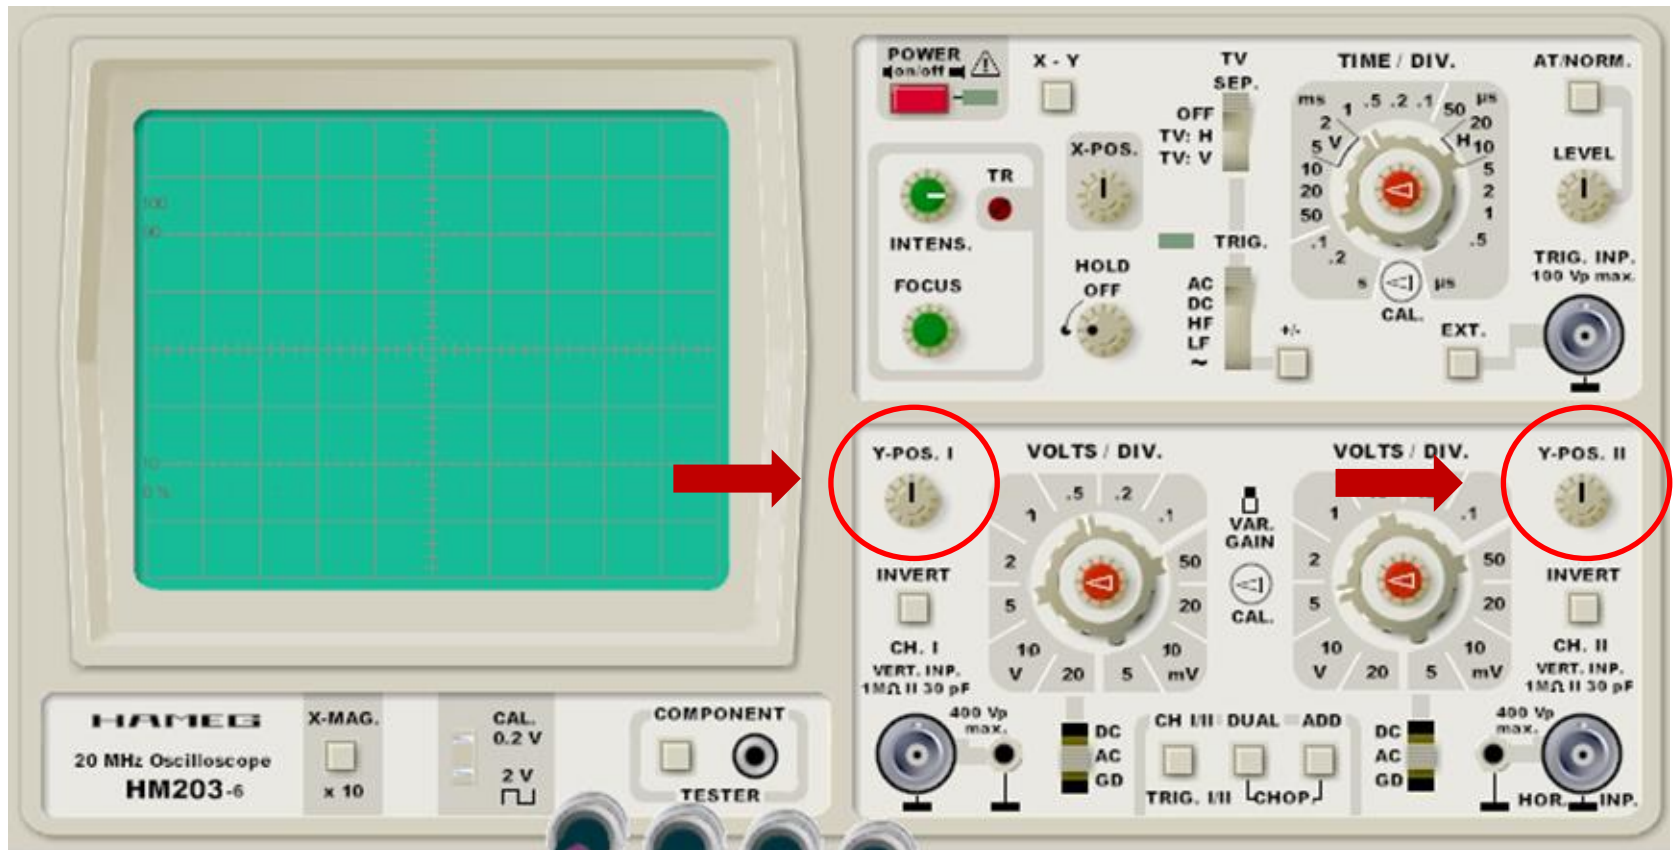 POWER
on/off
X - Y
TV
SEP.
OFF
TV: H
TV: V
TIME / DIV.
AT/NORM.
ms 1 .5 .2 .1 50 µs
2 20
5 V H 10
10 5
20 2
50 1
.1 .5
.2
s µs
CAL.
X-POS.
LEVEL
TR
INTENS.
TRIG.
HOLD
OFF
FOCUS
AC
DC
HF
LF
~
+/-
EXT.
TRIG. INP.
100 Vp max.
100
90
10
0 %
Y-POS. I
VOLTS / DIV.
.5 .2
1 .1
2 50
5 20
10 10
V 20 5 mV
VAR.
GAIN
CAL.
VOLTS / DIV.
1 .1
2 50
5 20
10 10
V 20 5 mV
Y-POS. II
INVERT
CH. I
VERT. INP.
1MΩ II 30 pF
400 Vp
max.
DC
AC
GD
CH I/II DUAL ADD
TRIG. I/II CHOP.
DC
AC
GD
400 Vp
max.
INVERT
CH. II
VERT. INP.
1MΩ II 30 pF
HOR. INP.
HAMEG
20 MHz Oscilloscope
HM203-6
X-MAG.
x 10
CAL.
0.2 V
2 V
COMPONENT
TESTER